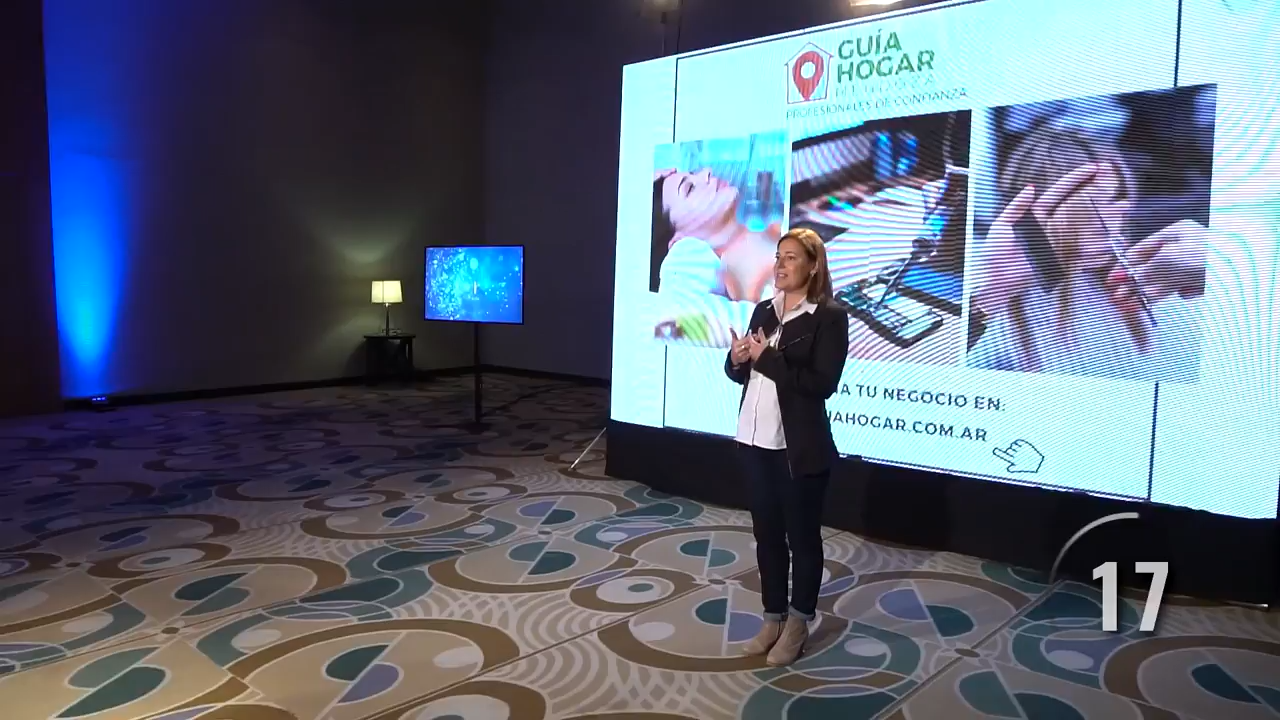 GUÍA
HOGAR
PROFESIONALES DE CONFIANZA
TU NEGOCIO EN:
AHOGAR.COM.AR
17